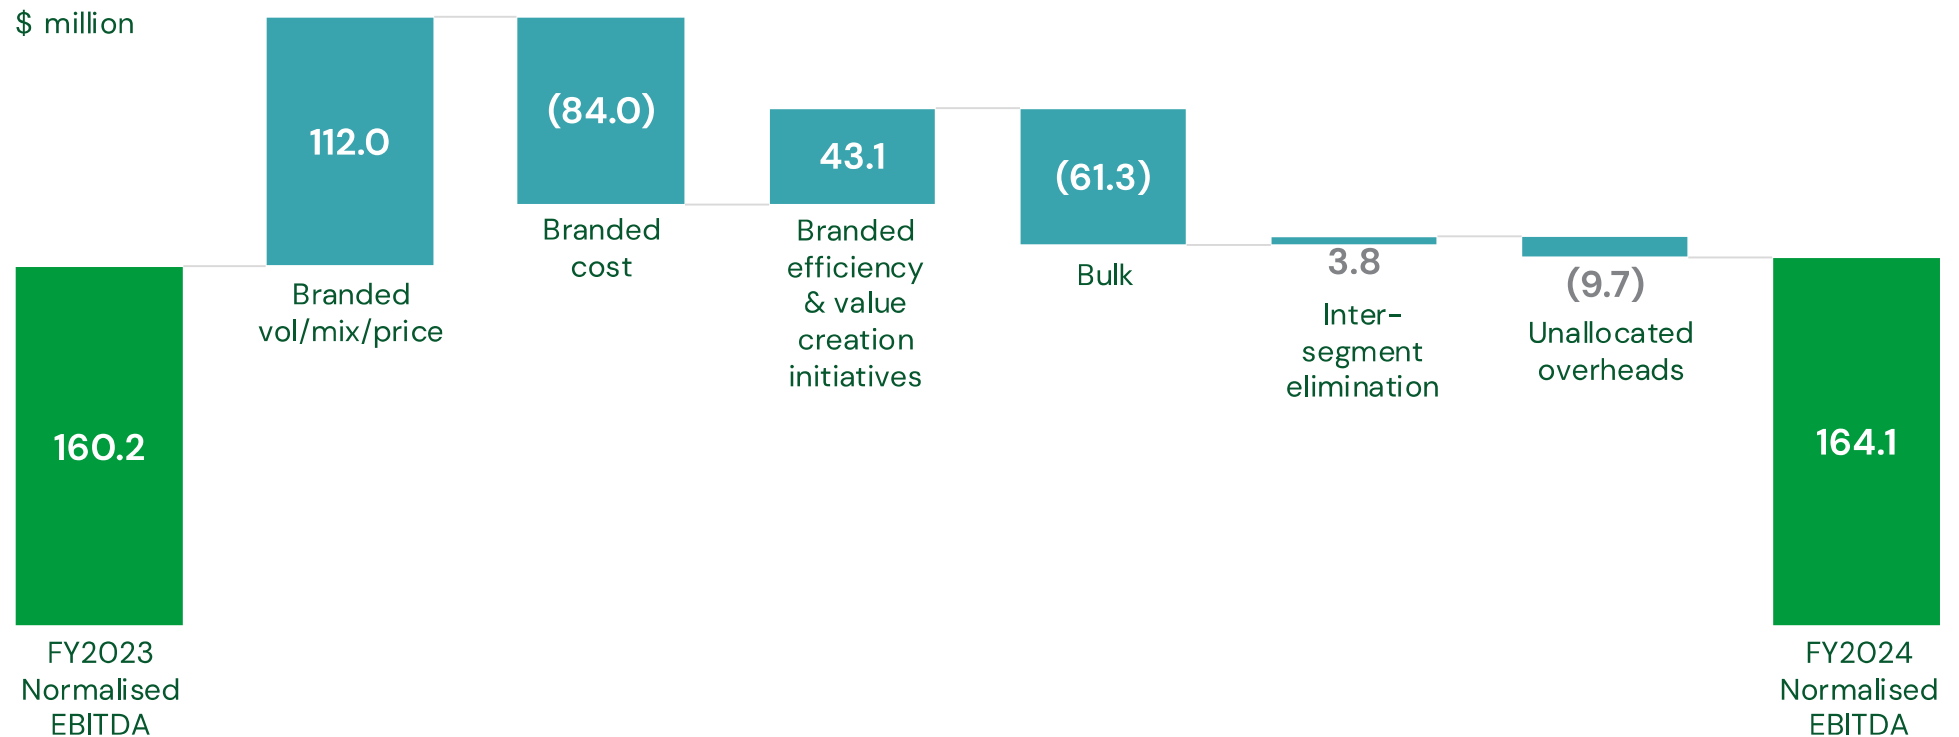 $ million
160.2
FY2023
Normalised
EBITDA
112.0
Branded
vol/mix/price
(84.0)
Branded
cost
43.1
Branded
efficiency
& value
creation
initiatives
(61.3)
Bulk
3.8
Inter-
segment
elimination
(9.7)
Unallocated
overheads
164.1
FY2024
Normalised
EBITDA